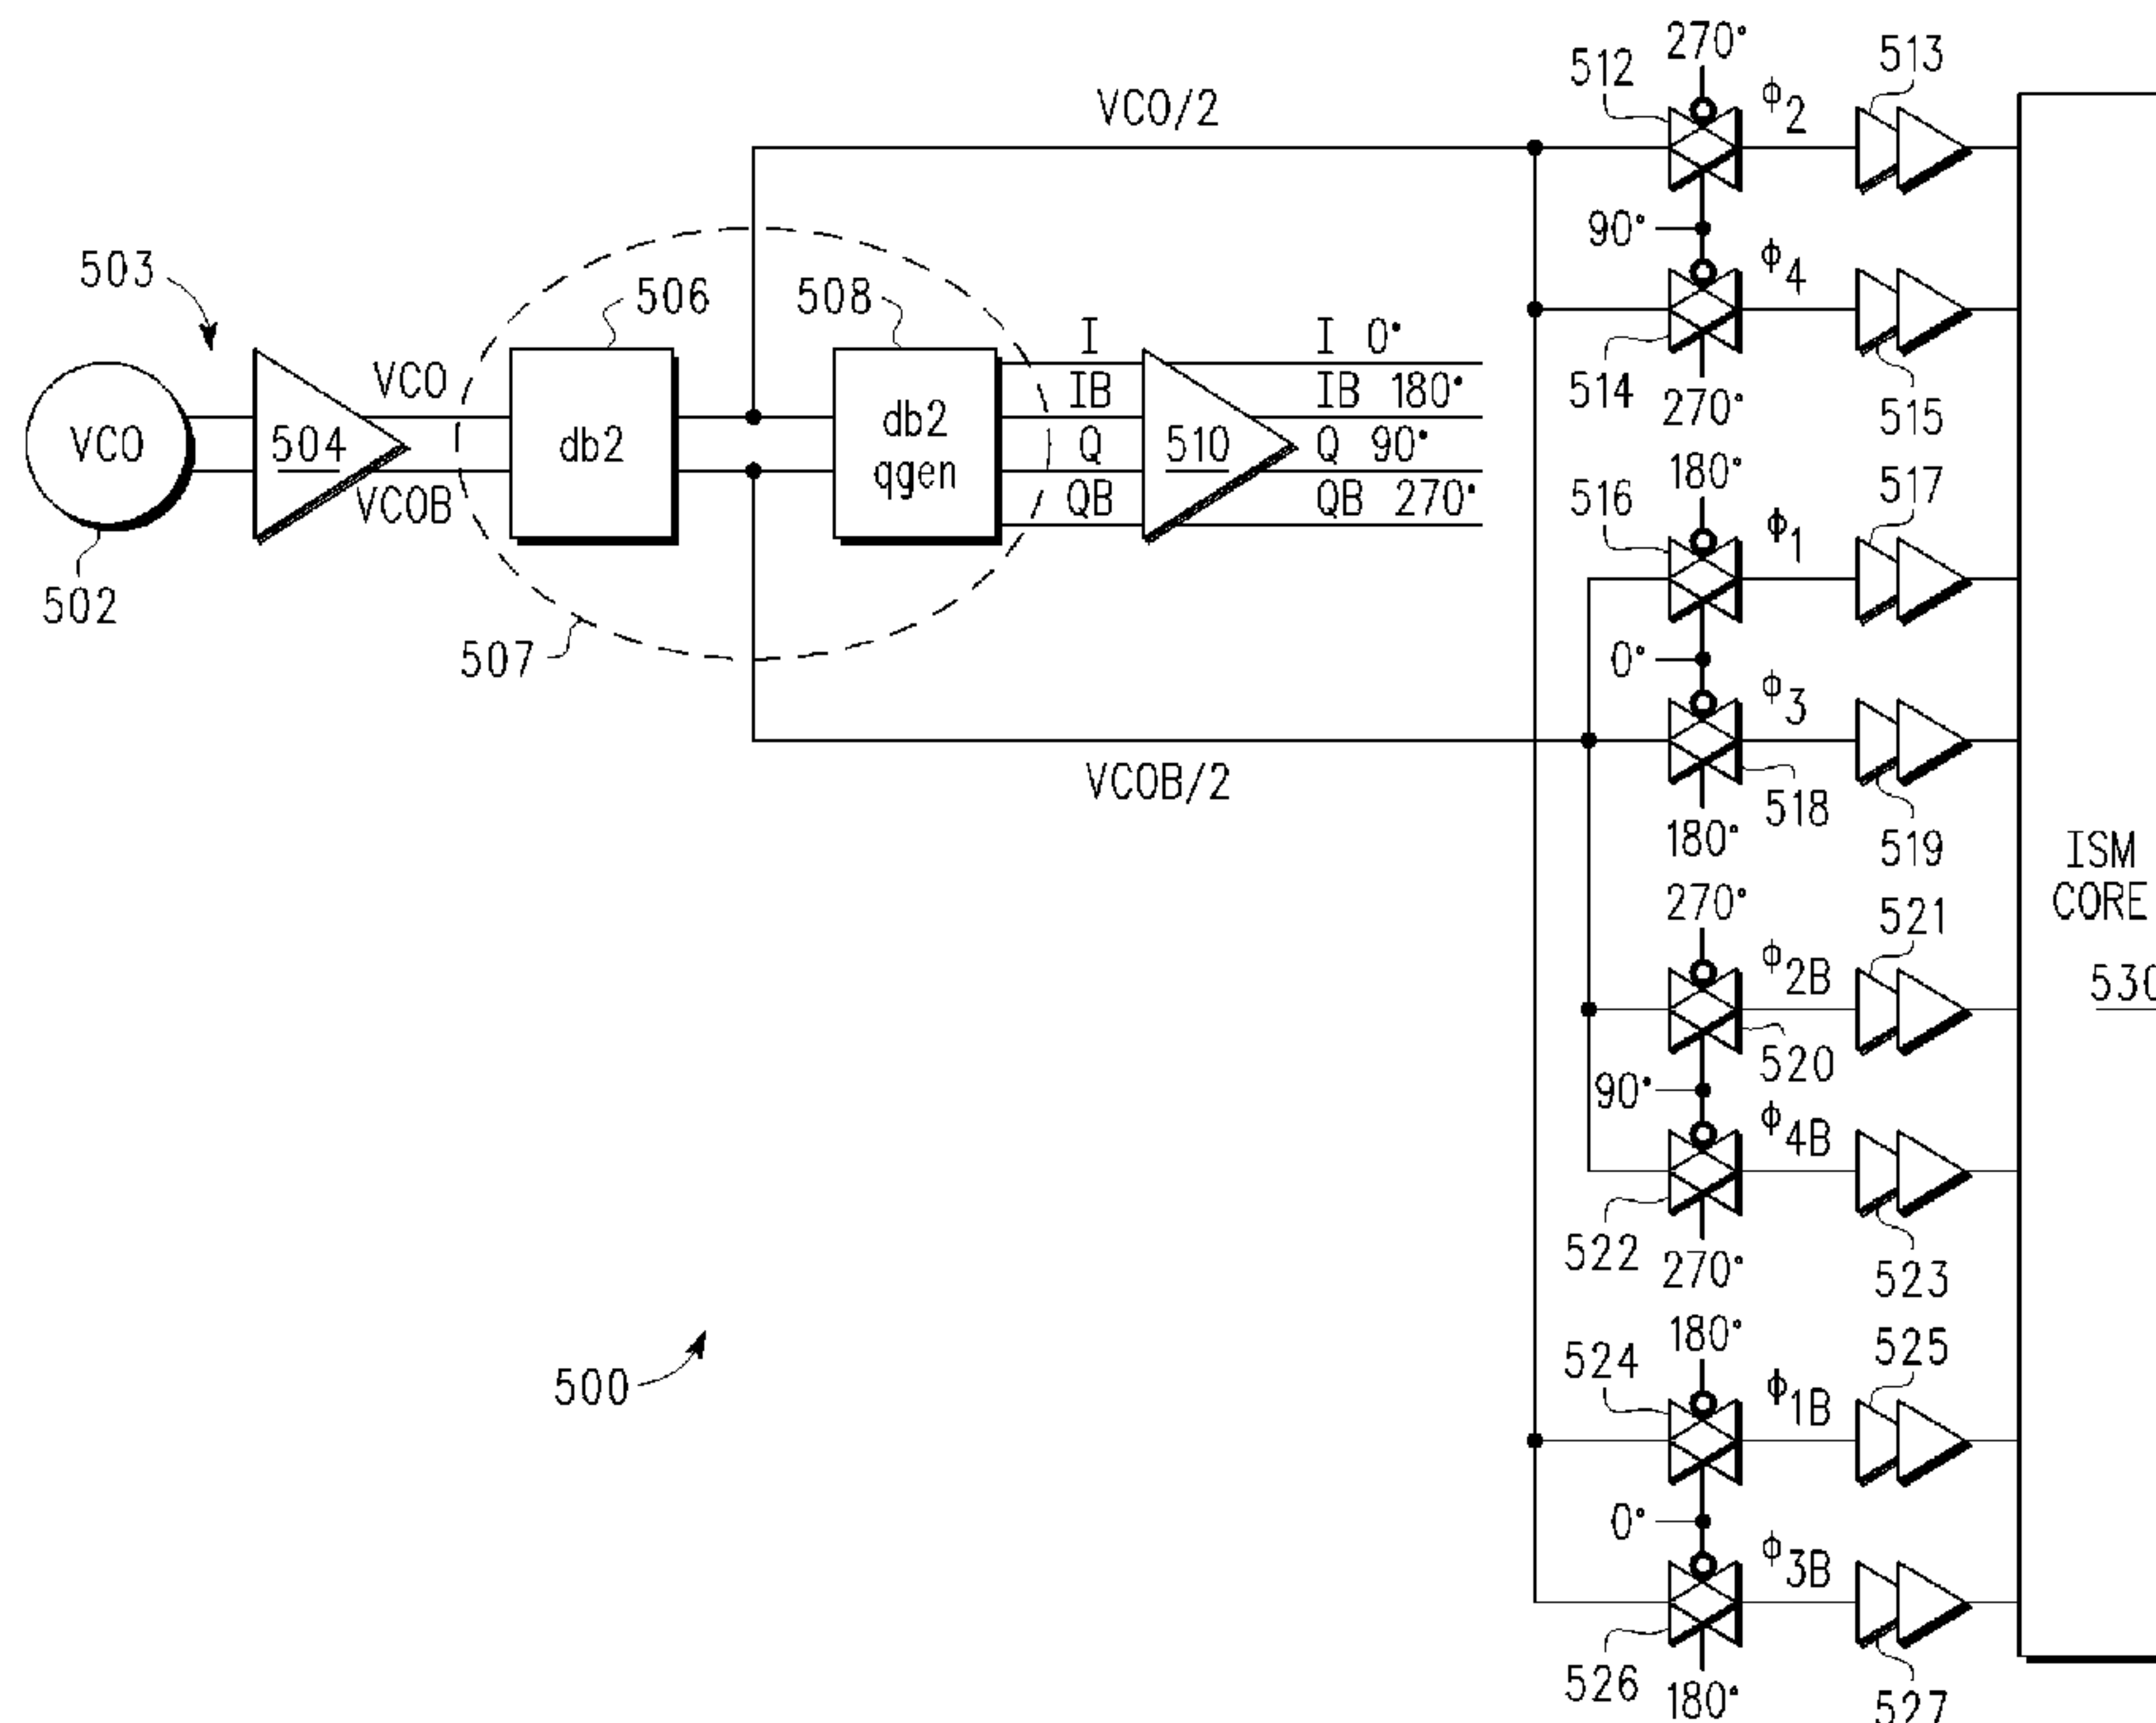 270°
512
ϕ2
513
VCO/2
90°
503
506
508
ϕ4
514
270°
515
VCO
504
VCO
VCOB
db2
db2
qgen
I
IB
Q
QB
510
I 0°
IB 180°
Q 90°
QB 270°
502
507
180°
516
ϕ1
517
0°
ϕ3
VCOB/2
518
180°
519
ISM
CORE
530
270°
521
ϕ2B
520
90°
ϕ4B
522
270°
523
180°
524
525
ϕ1B
500
0°
ϕ3B
526
180°
527